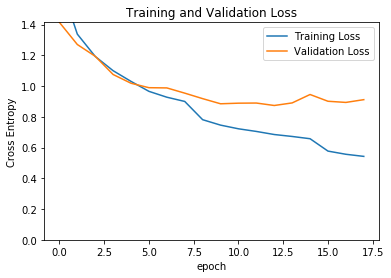 Training and Validation Loss
Training Loss
Validation Loss
1.4
1.2
1.0
0.8
0.6
0.4
0.2
0.0
Cross Entropy
0.0 2.5 5.0 7.5 10.0 12.5 15.0 17.5
epoch